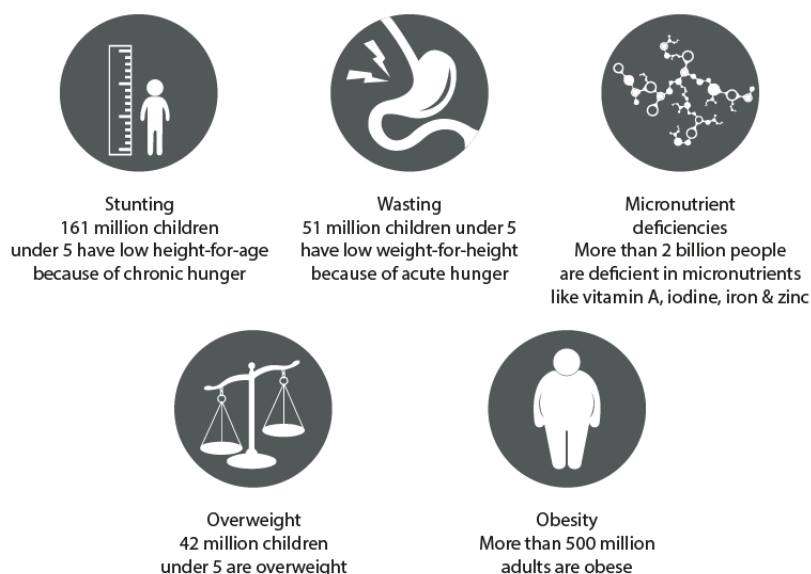 Stunting
161 million children
under 5 have low height-for-age
because of chronic hunger
Wasting
51 million children under 5
have low weight-for-height
because of acute hunger
Micronutrient
deficiencies
More than 2 billion people
are deficient in micronutrients
like vitamin A, iodine, iron & zinc
Overweight
42 million children
under 5 are overweight
Obesity
More than 500 million
adults are obese